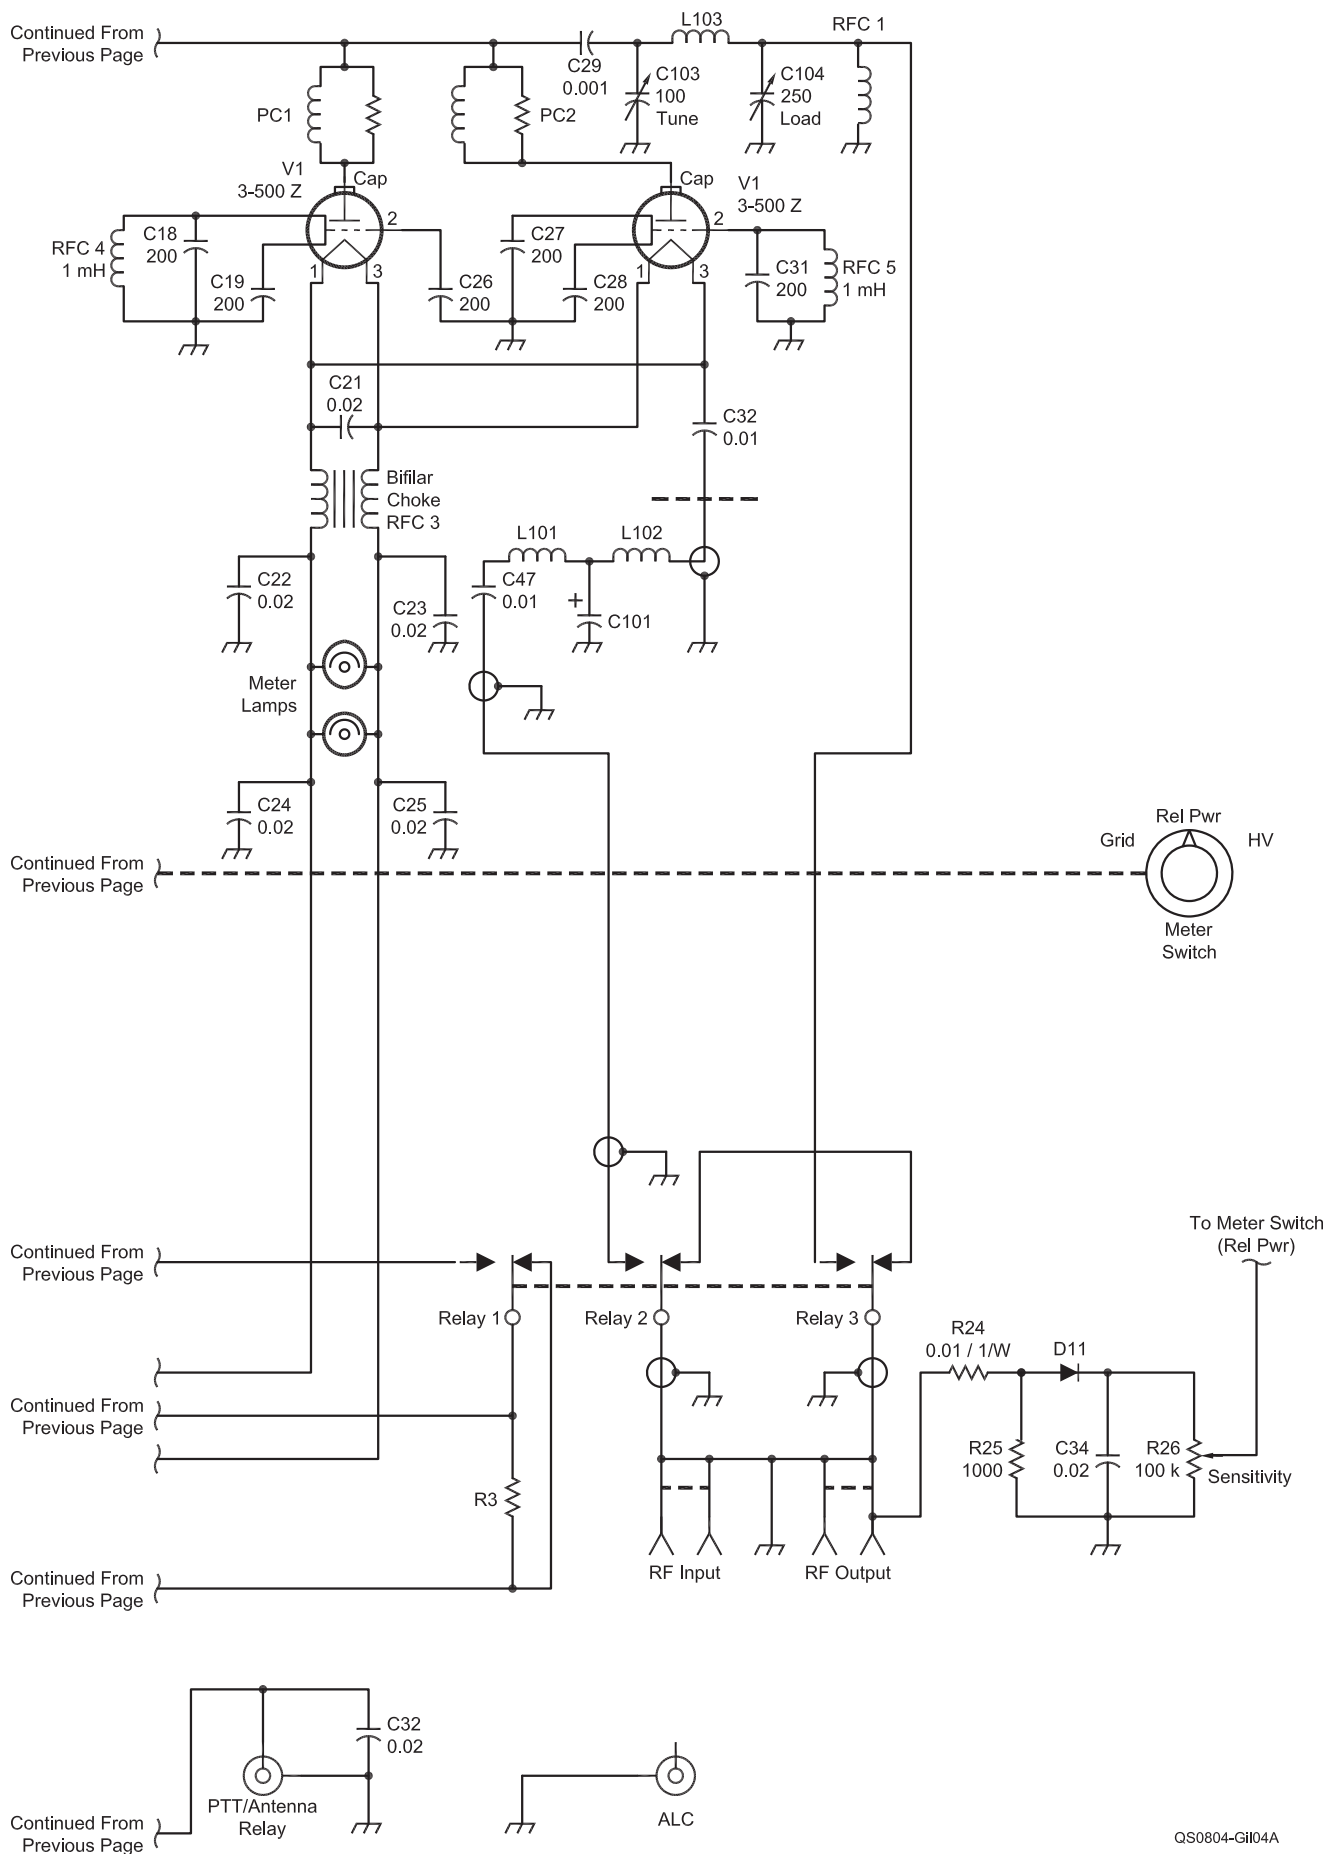 Continued From
Previous Page
L103
RFC 1
C29
0.001
C103
100
Tune
C104
250
Load
PC1
PC2
V1
3-500 Z
Cap
Cap
V1
3-500 Z
2
2
RFC 4
1 mH
C18
200
C19
200
1
3
C26
200
C27
200
C28
200
1
3
C31
200
RFC 5
1 mH
C21
0.02
C32
0.01
Bifilar
Choke
RFC 3
L101
L102
C22
0.02
C23
0.02
C47
0.01
+
C101
Meter
Lamps
C24
0.02
C25
0.02
Continued From
Previous Page
Rel Pwr
Grid
HV
Meter
Switch
To Meter Switch
(Rel Pwr)
Continued From
Previous Page
Relay 1
Relay 2
Relay 3
R24
0.01 / 1/W
D11
Continued From
Previous Page
R25
1000
C34
0.02
R26
100 k
Sensitivity
R3
RF Input
RF Output
Continued From
Previous Page
C32
0.02
PTT/Antenna
Relay
ALC
Continued From
Previous Page
QS0804-Gil04A